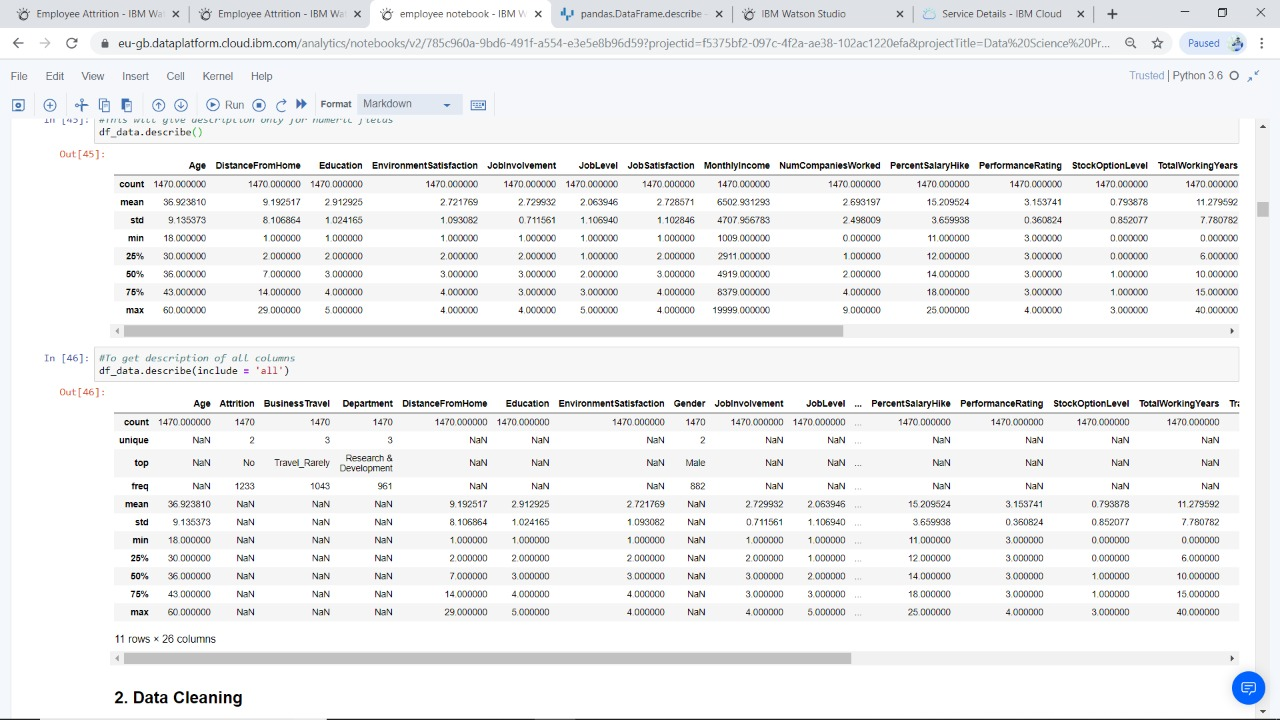 Employee Attrition - IBM Wa
Employee Attrition - IBM Wa
employee notebook - IBM W
pandas.DataFrame.describe -
IBM Watson Studio
Service Details - IBM Cloud
eu-gb.dataplatform.cloud.ibm.com/analytics/notebooks/v2/785c960a-9bd6-491f-a554-e3e5e8b96d59?projectid=f5375bf2-097c-4f2a-ae38-102ac1220efa&projectTitle=Data%20Science%20Pr...
Paused
File Edit View Insert Cell Kernel Help
Trusted | Python 3.6
Run Format Markdown
In [45]: #This will give description only for numeric fields
df_data.describe()
Out[45]:
Age DistanceFromHome Education EnvironmentSatisfaction JobInvolvement JobLevel JobSatisfaction MonthlyIncome NumCompaniesWorked PercentSalaryHike PerformanceRating StockOptionLevel TotalWorkingYears
count 1470.000000 1470.000000 1470.000000 1470.000000 1470.000000 1470.000000 1470.000000 1470.000000 1470.000000 1470.000000 1470.000000 1470.000000 1470.000000
mean 36.923810 9.192517 2.912925 2.721769 2.729932 2.063946 2.728571 6502.931293 2.693197 15.209524 3.153741 0.793878 11.279592
std 9.135373 8.106864 1.024165 1.093082 0.711561 1.106940 1.102846 4707.956783 2.498009 3.659938 0.360824 0.852077 7.780782
min 18.000000 1.000000 1.000000 1.000000 1.000000 1.000000 1.000000 1009.000000 0.000000 11.000000 3.000000 0.000000 0.000000
25% 30.000000 2.000000 2.000000 2.000000 2.000000 1.000000 2.000000 2911.000000 1.000000 12.000000 3.000000 0.000000 6.000000
50% 36.000000 7.000000 3.000000 3.000000 3.000000 2.000000 3.000000 4919.000000 2.000000 14.000000 3.000000 1.000000 10.000000
75% 43.000000 14.000000 4.000000 4.000000 3.000000 3.000000 4.000000 8379.000000 4.000000 18.000000 3.000000 1.000000 15.000000
max 60.000000 29.000000 5.000000 4.000000 4.000000 5.000000 4.000000 19999.000000 9.000000 25.000000 4.000000 3.000000 40.000000
In [46]: #To get description of all columns
df_data.describe(include = 'all')
Out[46]:
Age Attrition BusinessTravel Department DistanceFromHome Education EnvironmentSatisfaction Gender JobInvolvement JobLevel ... PercentSalaryHike PerformanceRating StockOptionLevel TotalWorkingYears Tra
count 1470.000000 1470 1470 1470 1470.000000 1470.000000 1470.000000 1470 1470.000000 1470.000000 ... 1470.000000 1470.000000 1470.000000 1470.000000
unique NaN 2 3 3 NaN NaN NaN 2 NaN NaN ... NaN NaN NaN NaN
top NaN No Travel_Rarely Research & Development NaN NaN NaN Male NaN NaN ... NaN NaN NaN NaN
freq NaN 1233 1043 961 NaN NaN NaN 882 NaN NaN ... NaN NaN NaN NaN
mean 36.923810 NaN NaN NaN 9.192517 2.912925 2.721769 NaN 2.729932 2.063946 ... 15.209524 3.153741 0.793878 11.279592
std 9.135373 NaN NaN NaN 8.106864 1.024165 1.093082 NaN 0.711561 1.106940 ... 3.659938 0.360824 0.852077 7.780782
min 18.000000 NaN NaN NaN 1.000000 1.000000 1.000000 NaN 1.000000 1.000000 ... 11.000000 3.000000 0.000000 0.000000
25% 30.000000 NaN NaN NaN 2.000000 2.000000 2.000000 NaN 2.000000 1.000000 ... 12.000000 3.000000 0.000000 6.000000
50% 36.000000 NaN NaN NaN 7.000000 3.000000 3.000000 NaN 3.000000 2.000000 ... 14.000000 3.000000 1.000000 10.000000
75% 43.000000 NaN NaN NaN 14.000000 4.000000 4.000000 NaN 3.000000 3.000000 ... 18.000000 3.000000 1.000000 15.000000
max 60.000000 NaN NaN NaN 29.000000 5.000000 4.000000 NaN 4.000000 5.000000 ... 25.000000 4.000000 3.000000 40.000000
11 rows × 26 columns
2. Data Cleaning